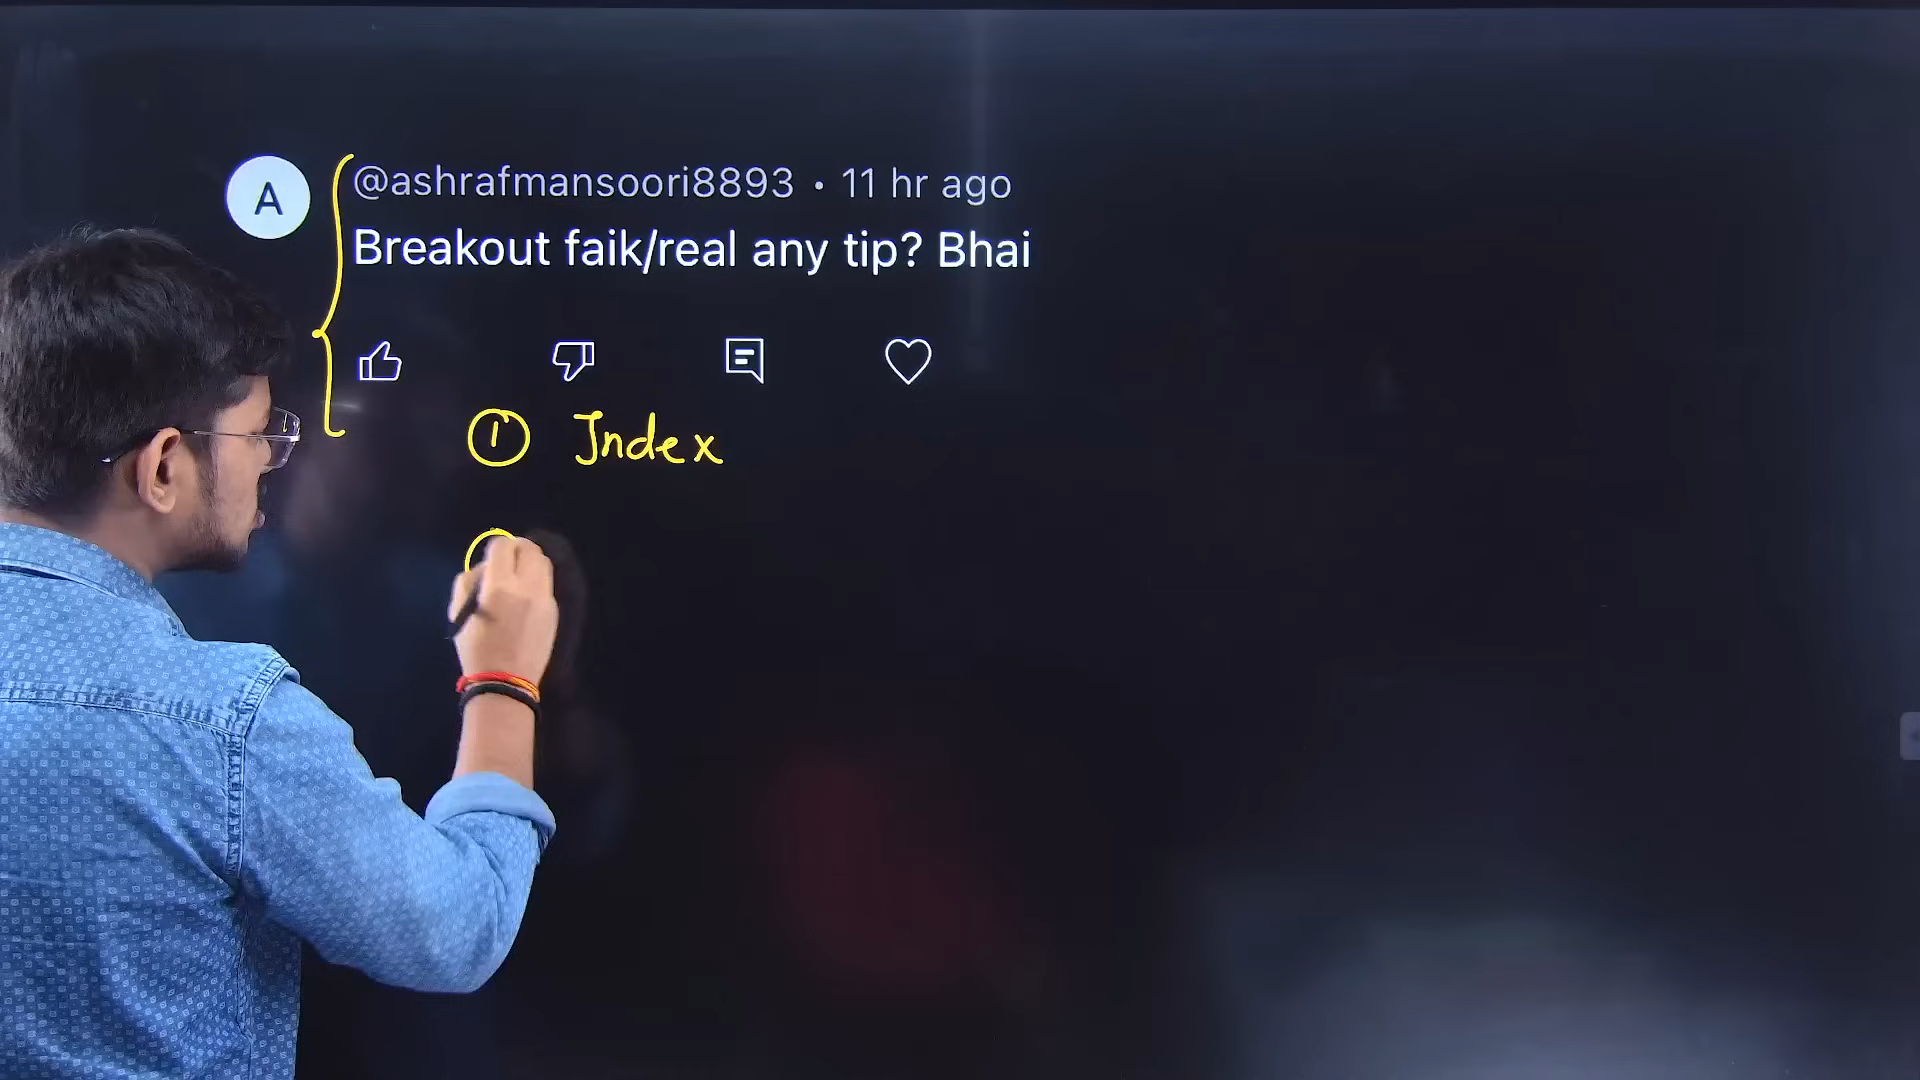 A
@ashrafmansoori8893 • 11 hr ago
Breakout faik/real any tip? Bhai
1 Index